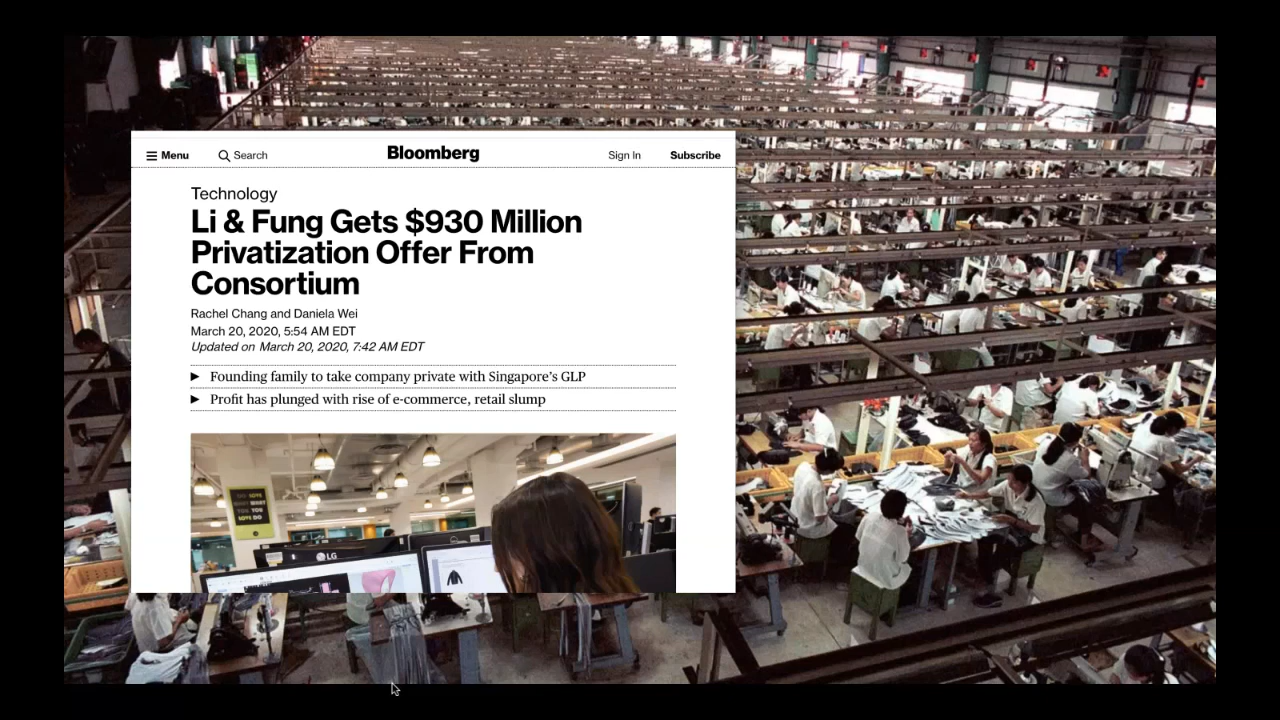 Menu Search Bloomberg Sign In Subscribe
Technology
Li & Fung Gets $930 Million
Privatization Offer From
Consortium
Rachel Chang and Daniela Wei
March 20, 2020, 5:54 AM EDT
Updated on March 20, 2020, 7:42 AM EDT
Founding family to take company private with Singapore's GLP
Profit has plunged with rise of e-commerce, retail slump
LG